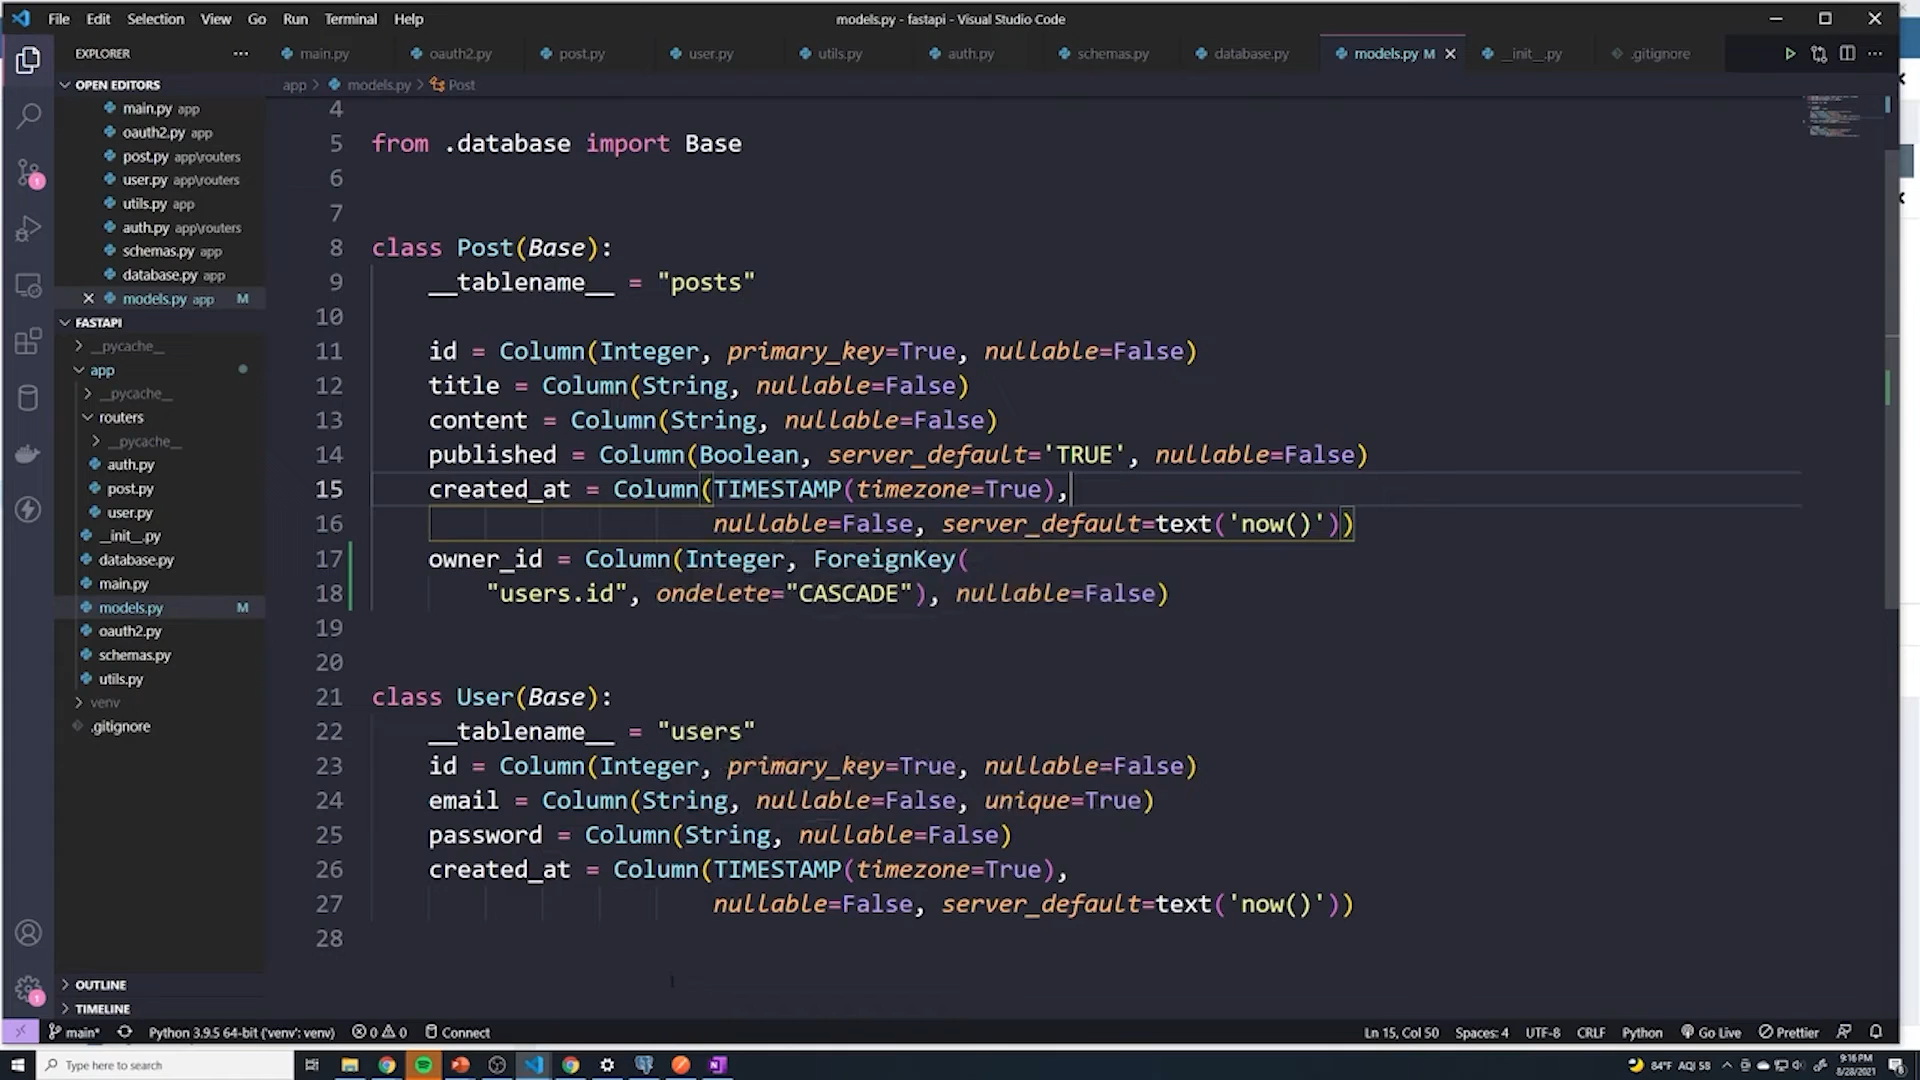 File Edit Selection View Go Run Terminal Help
models.py - fastapi - Visual Studio Code
EXPLORER
main.py oauth2.py post.py user.py utils.py auth.py schemas.py database.py models.py M __init__.py .gitignore
app > models.py > Post
OPEN EDITORS
main.py app
oauth2.py app
post.py app\routers
user.py app\routers
utils.py app
auth.py app\routers
schemas.py app
database.py app
models.py app M
FASTAPI
__pycache__
app
__pycache__
routers
__pycache__
auth.py
post.py
user.py
__init__.py
database.py
main.py
models.py M
oauth2.py
schemas.py
utils.py
venv
.gitignore
OUTLINE
TIMELINE
1
1
4
5 from .database import Base
6
7
8 class Post(Base):
9 __tablename__ = "posts"
10
11 id = Column(Integer, primary_key=True, nullable=False)
12 title = Column(String, nullable=False)
13 content = Column(String, nullable=False)
14 published = Column(Boolean, server_default='TRUE', nullable=False)
15 created_at = Column(TIMESTAMP(timezone=True),
16 nullable=False, server_default=text('now()'))
17 owner_id = Column(Integer, ForeignKey(
18 "users.id", ondelete="CASCADE"), nullable=False)
19
20
21 class User(Base):
22 __tablename__ = "users"
23 id = Column(Integer, primary_key=True, nullable=False)
24 email = Column(String, nullable=False, unique=True)
25 password = Column(String, nullable=False)
26 created_at = Column(TIMESTAMP(timezone=True),
27 nullable=False, server_default=text('now()'))
28
main* Python 3.9.5 64-bit ('venv': venv) 0 0 Connect
Ln 15, Col 50 Spaces: 4 UTF-8 CRLF Python Go Live Prettier
Type here to search
84°F AQI 58
9:16 PM
8/28/2021